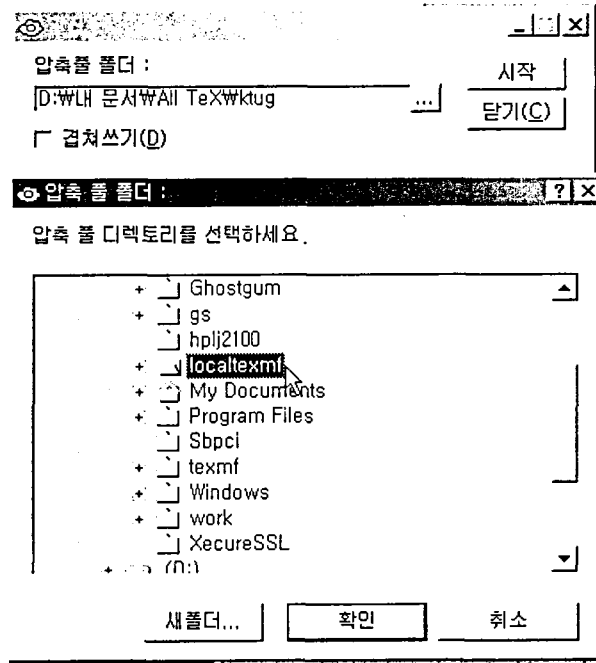 압축풀 폴더 :
시작
D:₩내 문서₩All TeX₩ktug
...
닫기(C)
겹쳐쓰기(D)
압축 풀 폴더 :
압축 풀 디렉토리를 선택하세요.
Ghostgum
gs
hplj2100
localtexmf
My Documents
Program Files
Sbpci
texmf
Windows
work
XecureSSL
(D:)
새폴더...
확인
취소